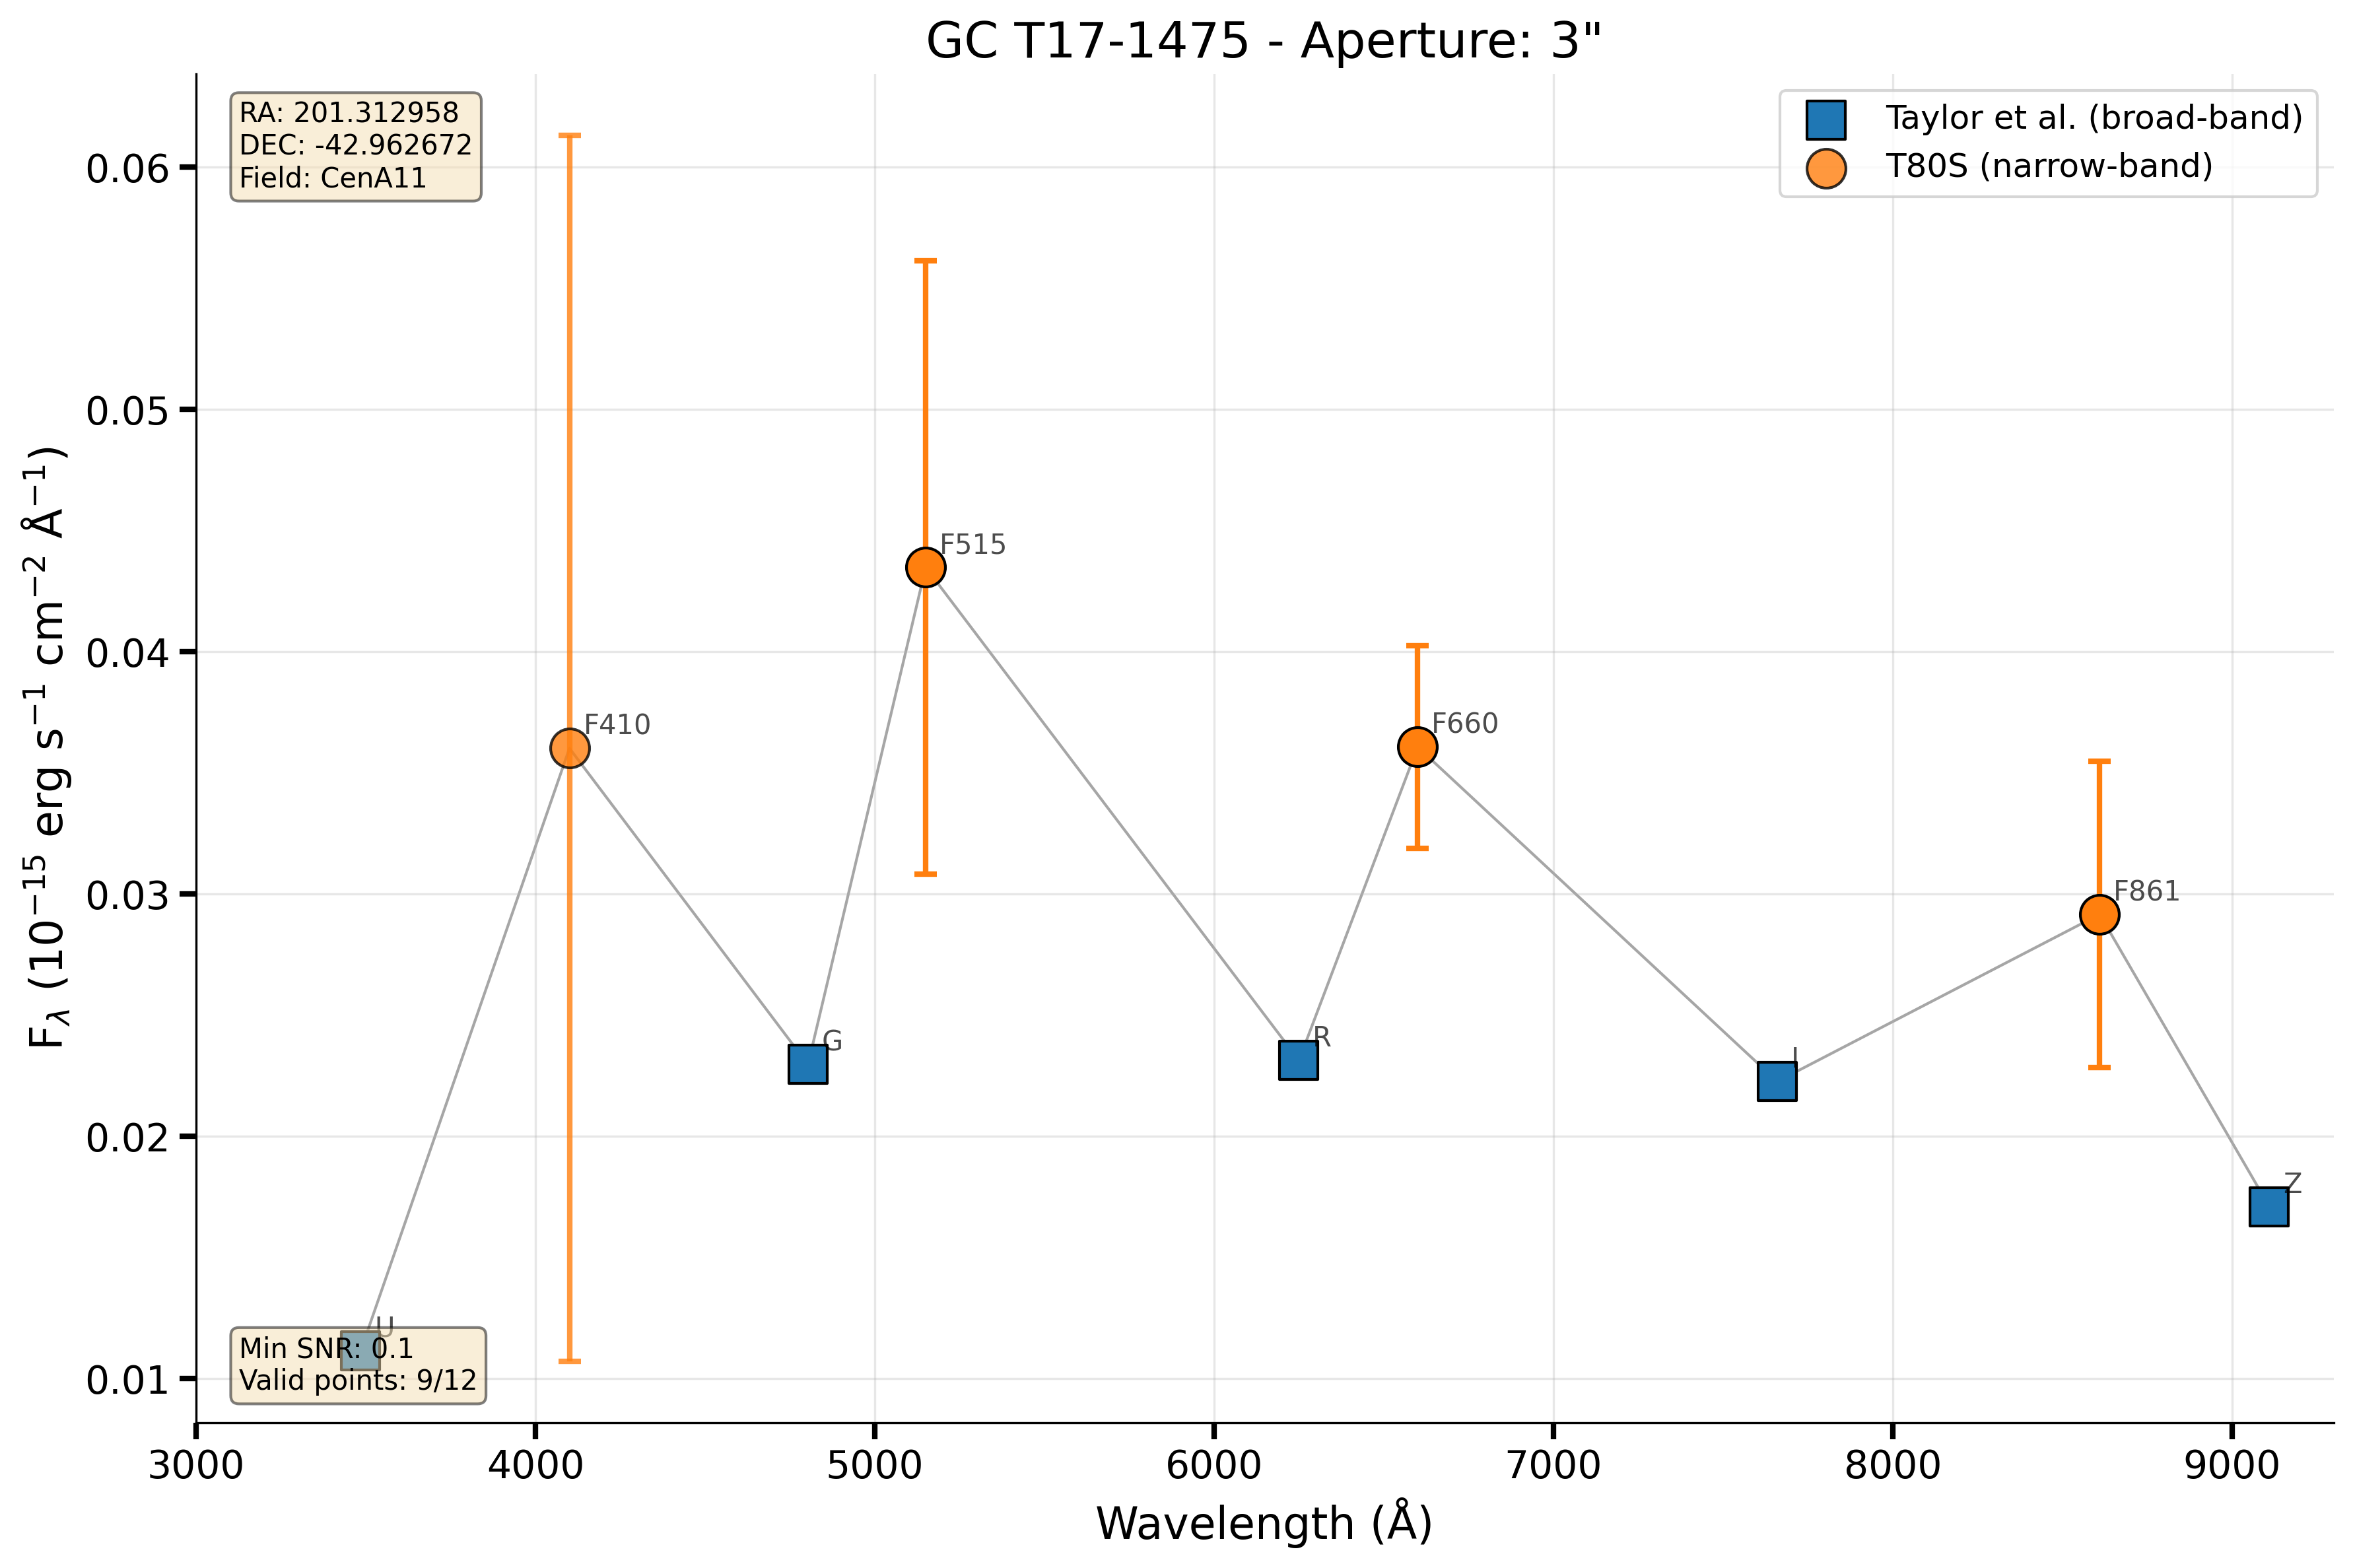 GC T17-1475 - Aperture: 3"
RA: 201.312958
DEC: -42.962672
Field: CenA11
Taylor et al. (broad-band)
T80S (narrow-band)
0.06
0.05
0.04
0.03
0.02
0.01
F515
F410
F660
F861
G
R
I
Z
U
Min SNR: 0.1
Valid points: 9/12
3000
4000
5000
6000
7000
8000
9000
Wavelength (Å)
F_λ (10⁻¹⁵ erg s⁻¹ cm⁻² Å⁻¹)